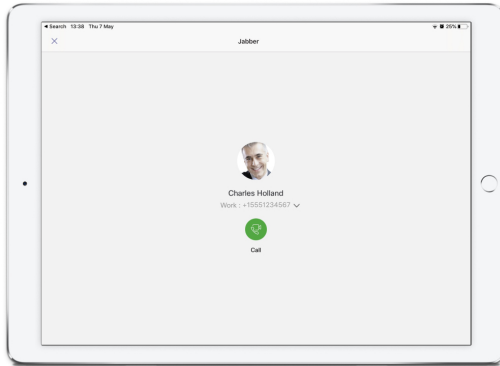 Search 13:38 Thu 7 May 25%
Jabber
Charles Holland
Work : +15551234567
Call